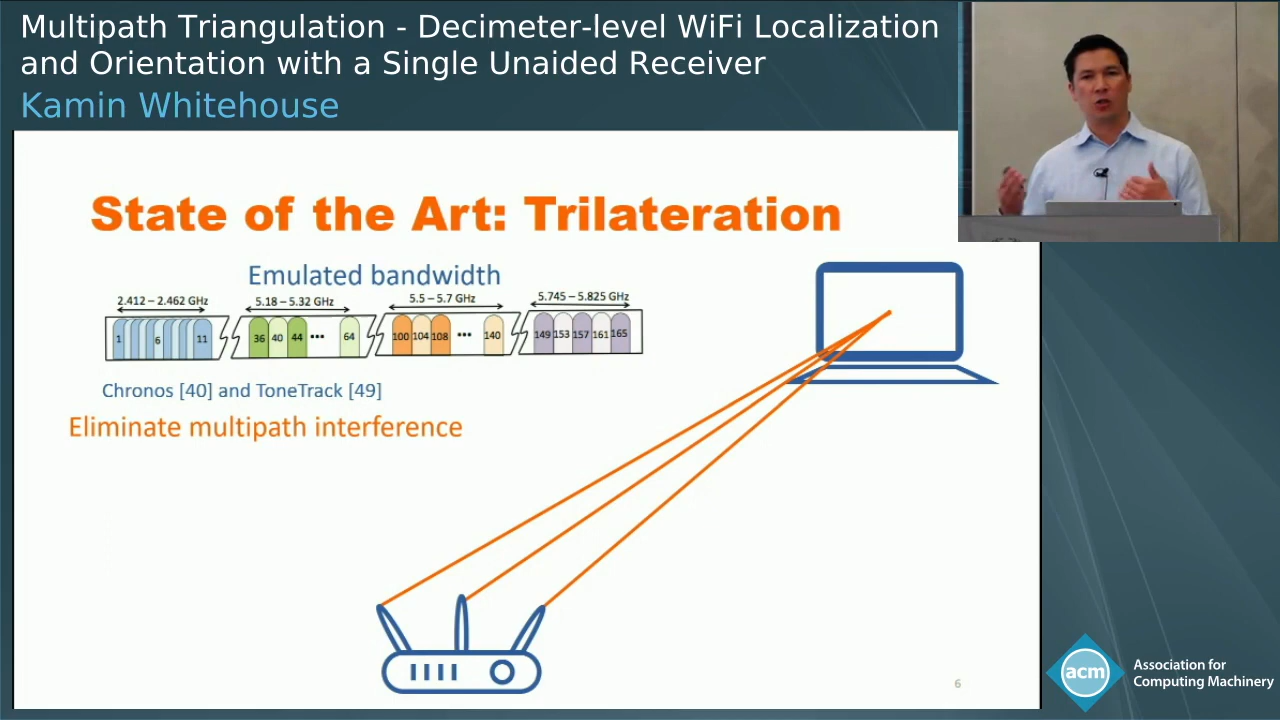 Multipath Triangulation - Decimeter-level WiFi Localization
and Orientation with a Single Unaided Receiver
Kamin Whitehouse
State of the Art: Trilateration
Emulated bandwidth
2.412 – 2.462 GHz 5.18 – 5.32 GHz 5.5 – 5.7 GHz 5.745 – 5.825 GHz
1 6 11 36 40 44 ••• 64 100 104 108 ••• 140 149 153 157 161 165
Chronos [40] and ToneTrack [49]
Eliminate multipath interference
6
acm
Association for
Computing Machinery